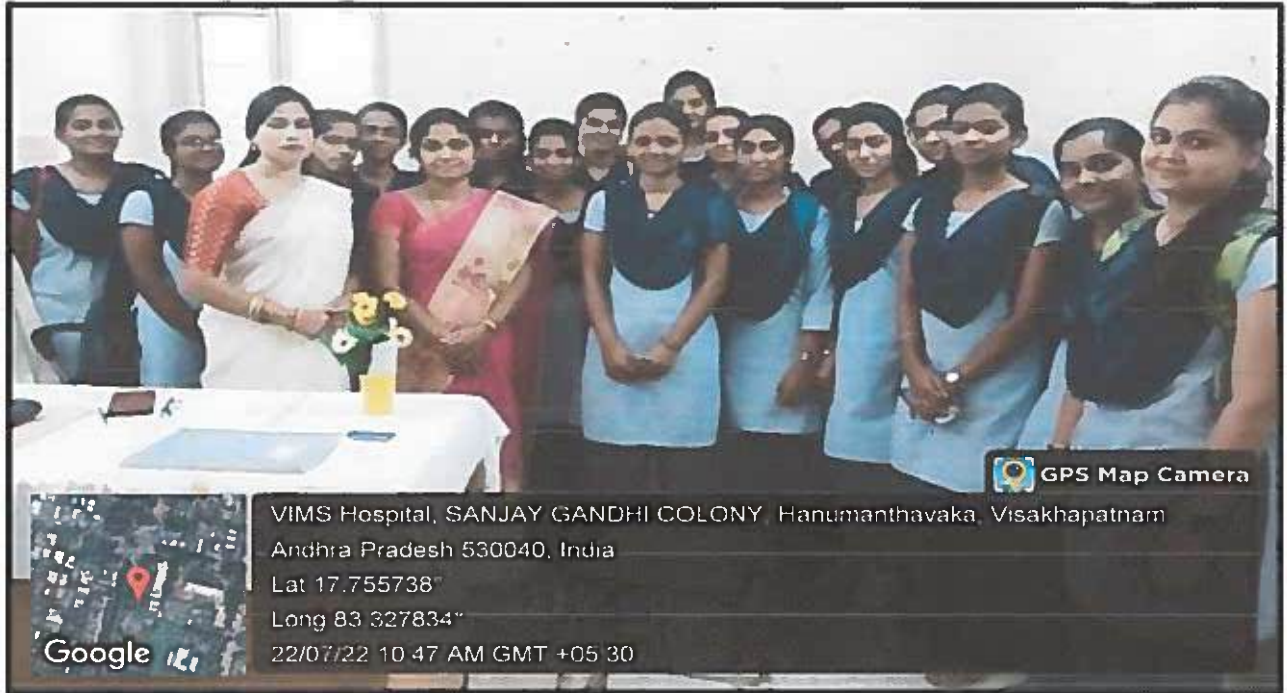 GPS Map Camera
VIMS Hospital, SANJAY GANDHI COLONY, Hanumanthavaka, Visakhapatnam
Andhra Pradesh 530040, India
Lat 17.755738°
Long 83.327834°
22/07/22 10:47 AM GMT +05:30
Google